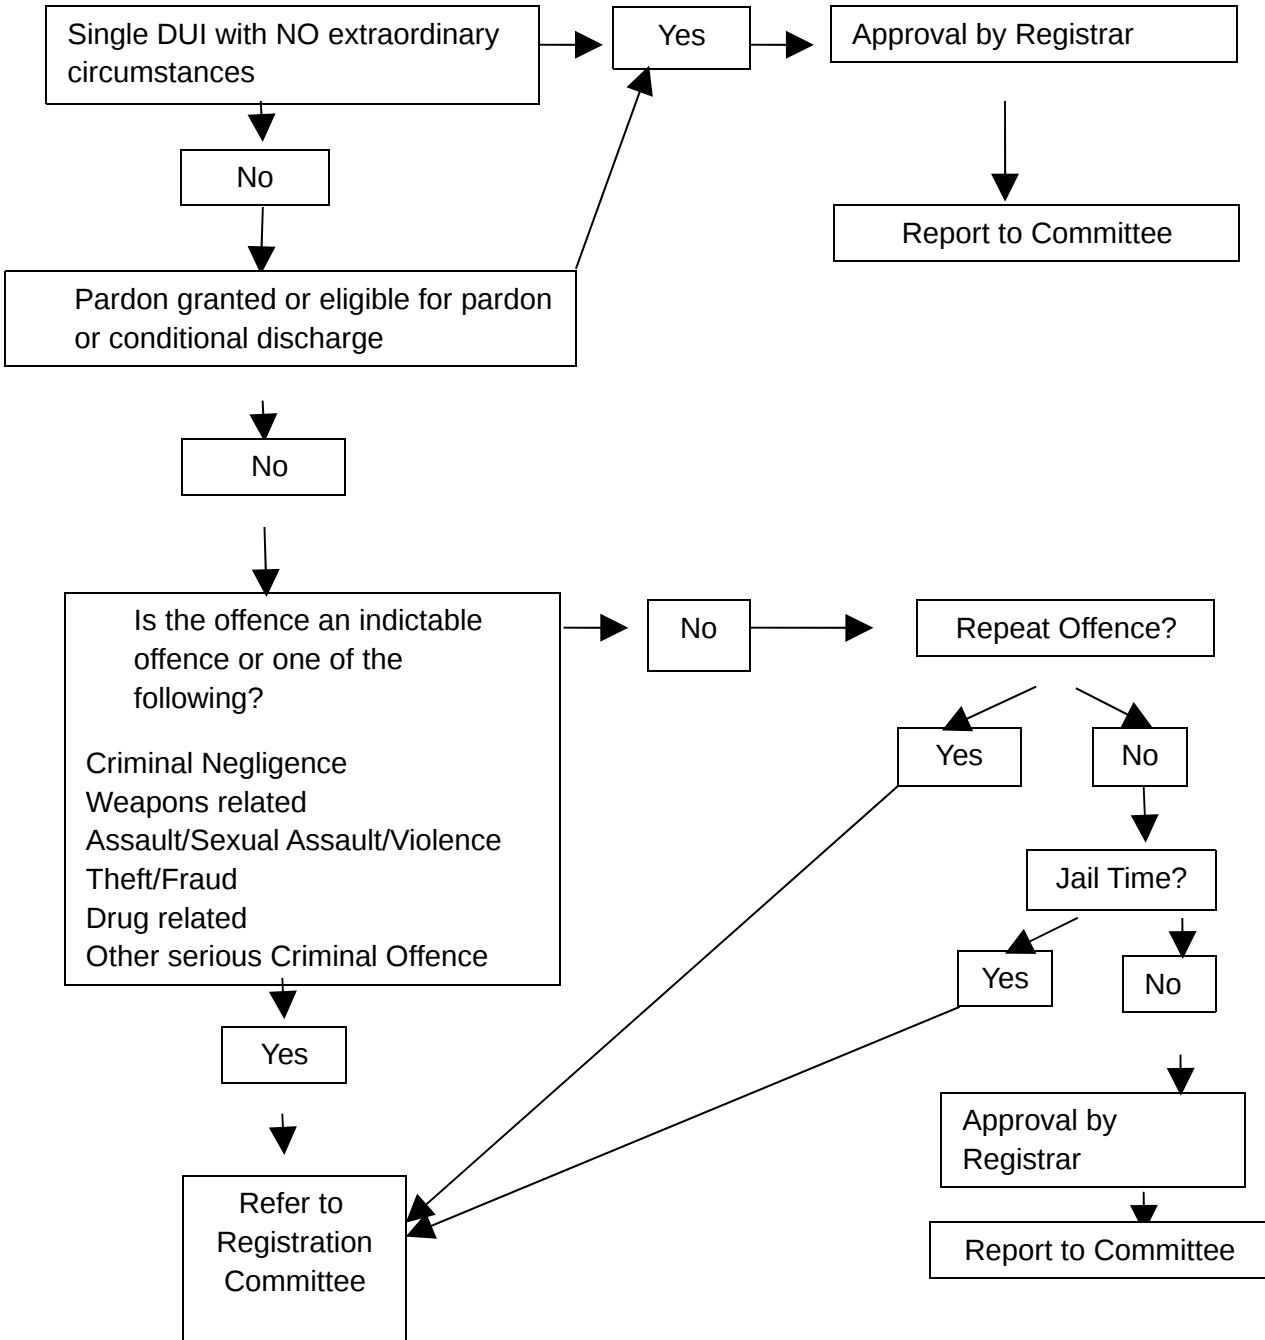 Single DUI with NO extraordinary
circumstances
Yes
Approval by Registrar
No
Report to Committee
Pardon granted or eligible for pardon
or conditional discharge
No
Is the offence an indictable
offence or one of the
following?
Criminal Negligence
Weapons related
Assault/Sexual Assault/Violence
Theft/Fraud
Drug related
Other serious Criminal Offence
No
Repeat Offence?
Yes
No
Jail Time?
Yes
No
Yes
Approval by
Registrar
Report to Committee
Refer to
Registration
Committee